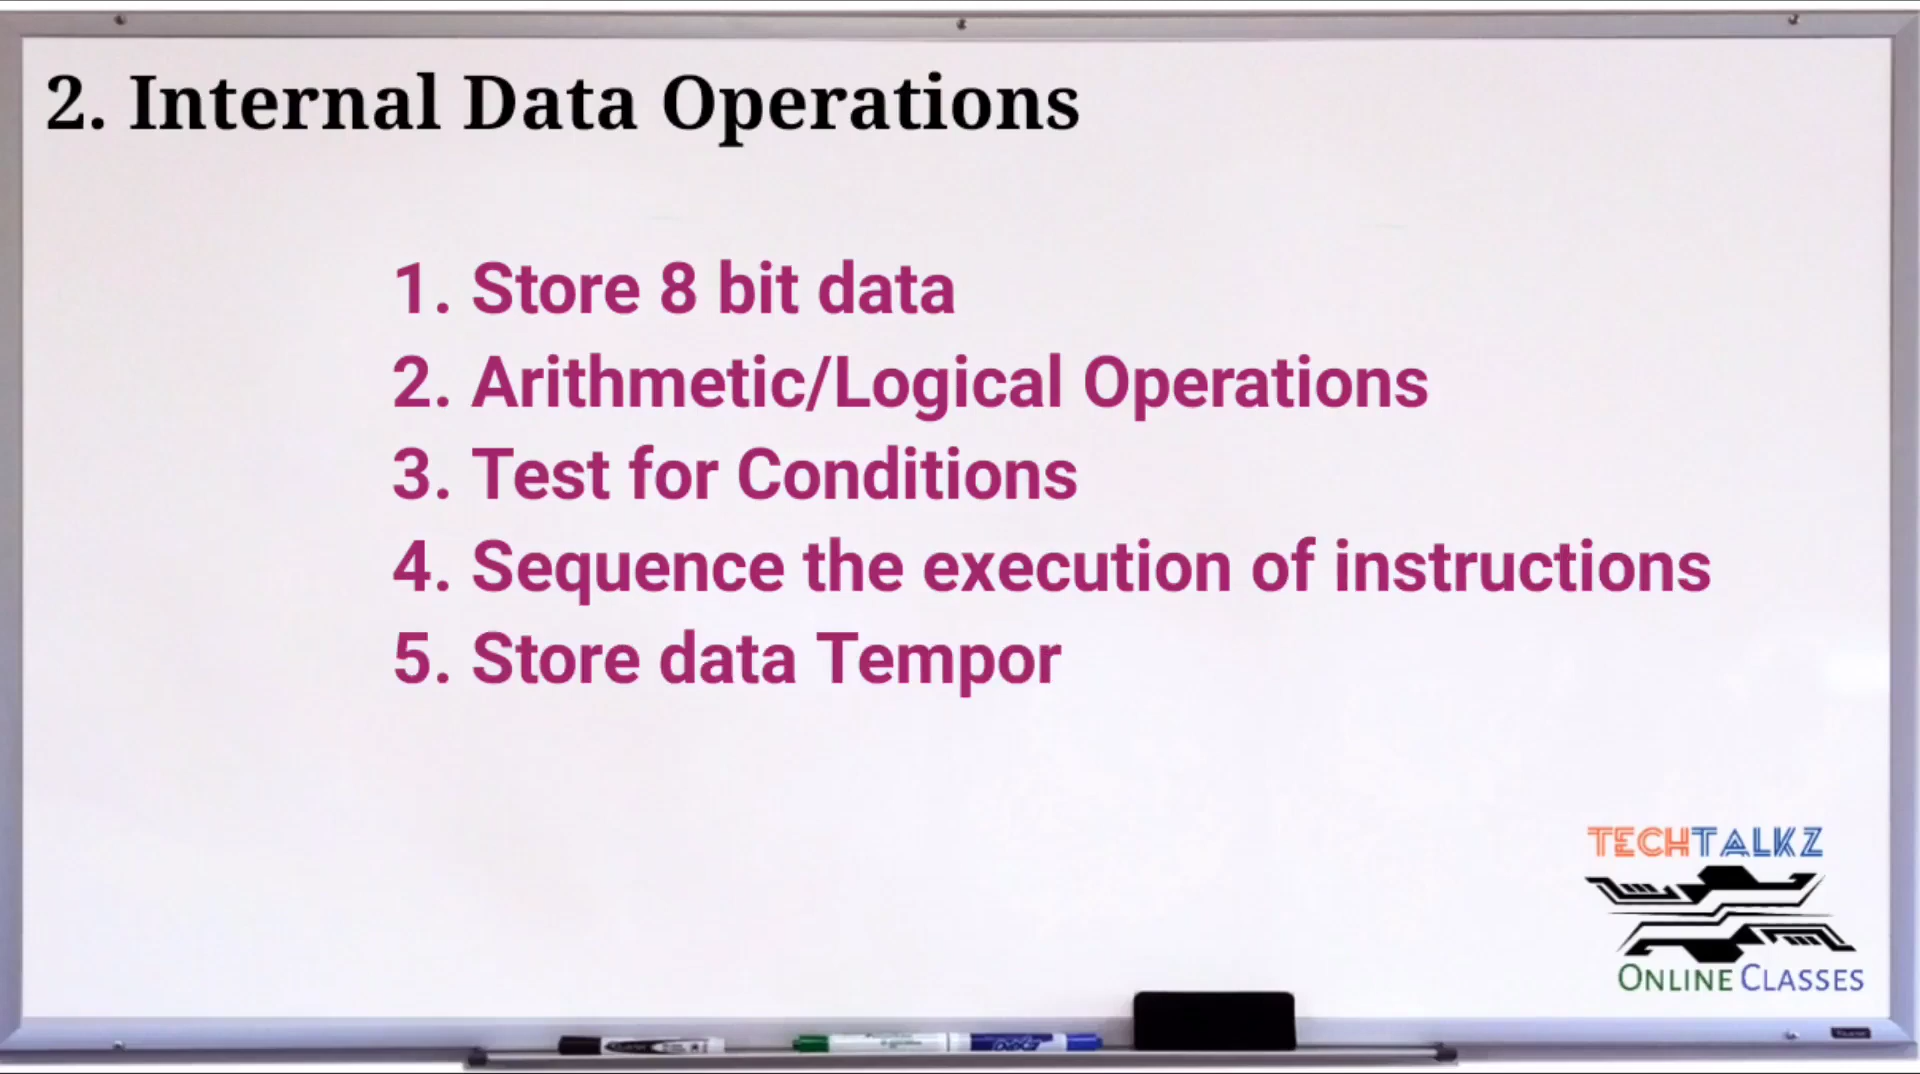 2. Internal Data Operations
1. Store 8 bit data
2. Arithmetic/Logical Operations
3. Test for Conditions
4. Sequence the execution of instructions
5. Store data Tempor
TECHTALKZ
ONLINE CLASSES